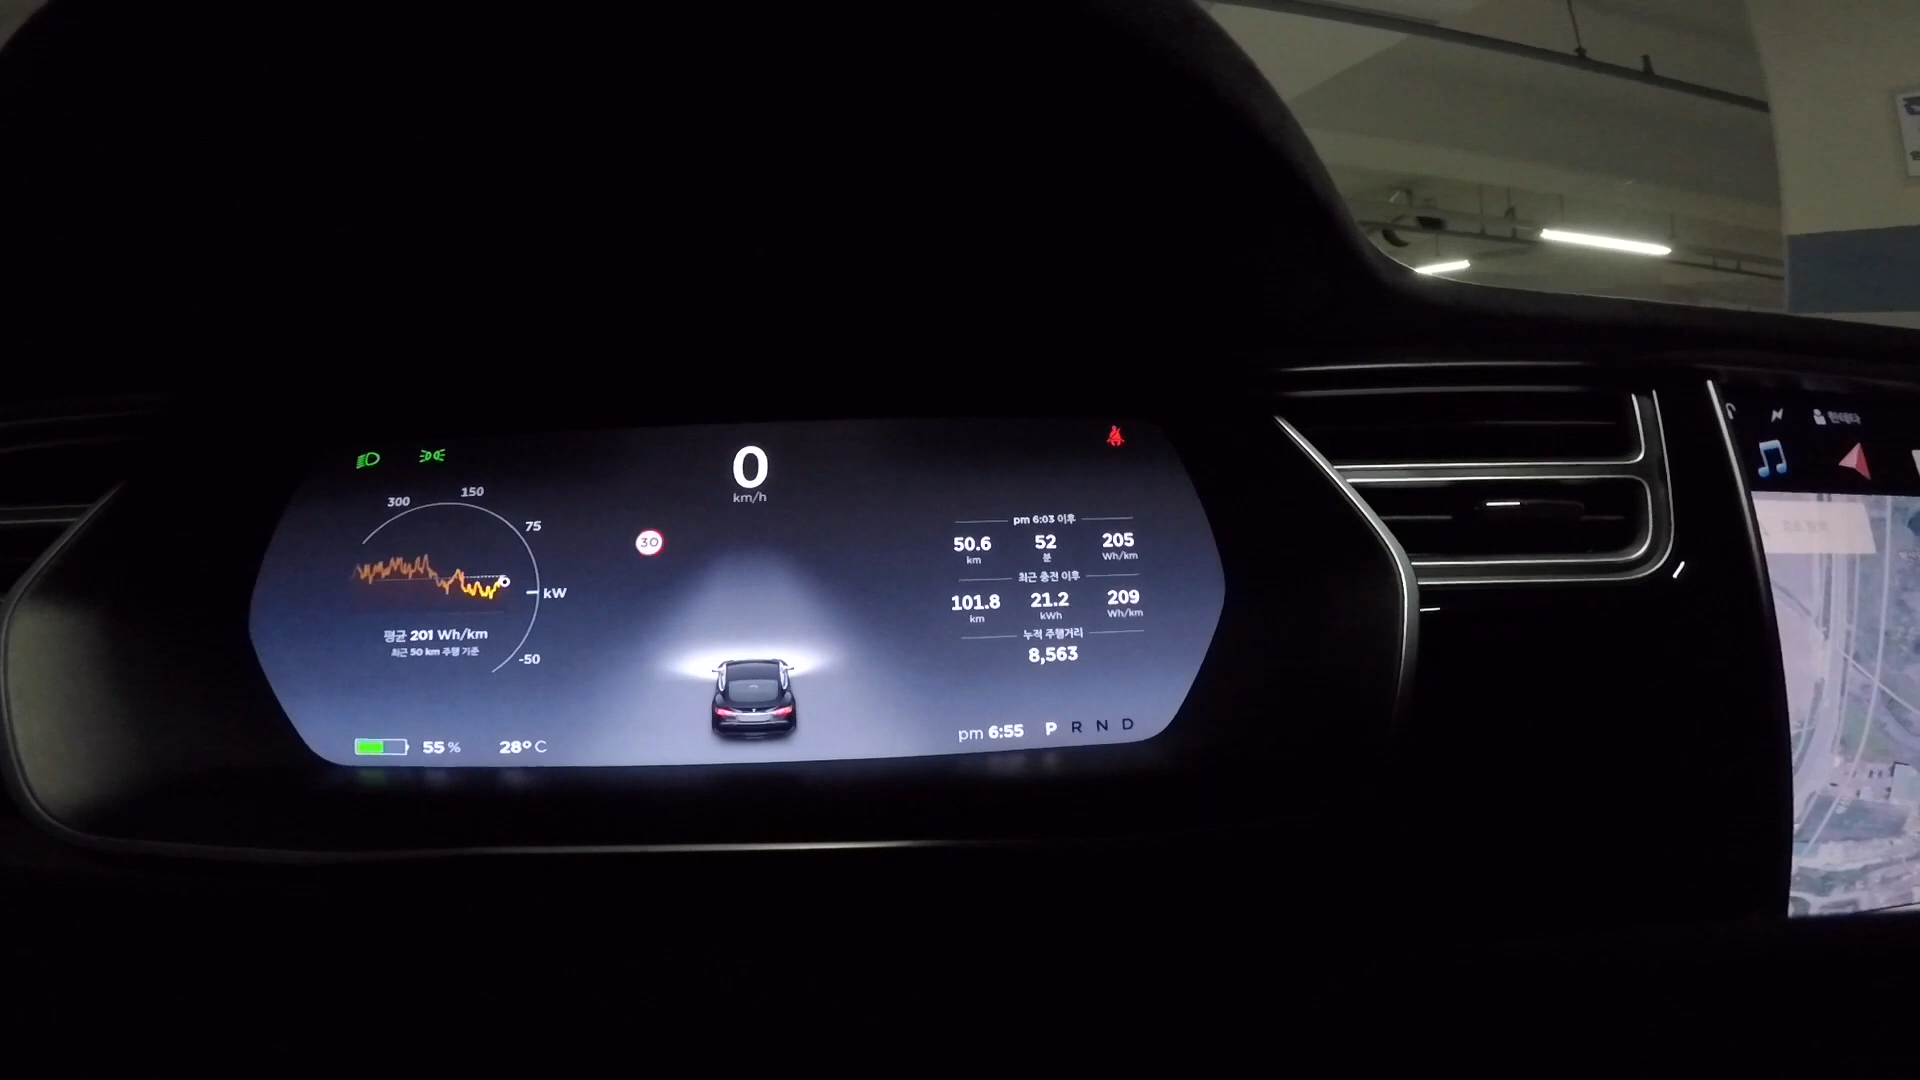 0
km/h
300
150
75
kW
-50
평균 201 Wh/km
최근 50 km 주행 기준
30
pm 6:03 이후
50.6 52 205
km 분 Wh/km
최근 충전 이후
101.8 21.2 209
km kWh Wh/km
누적 주행거리
8,563
55 % 28° C
pm 6:55 P R N D